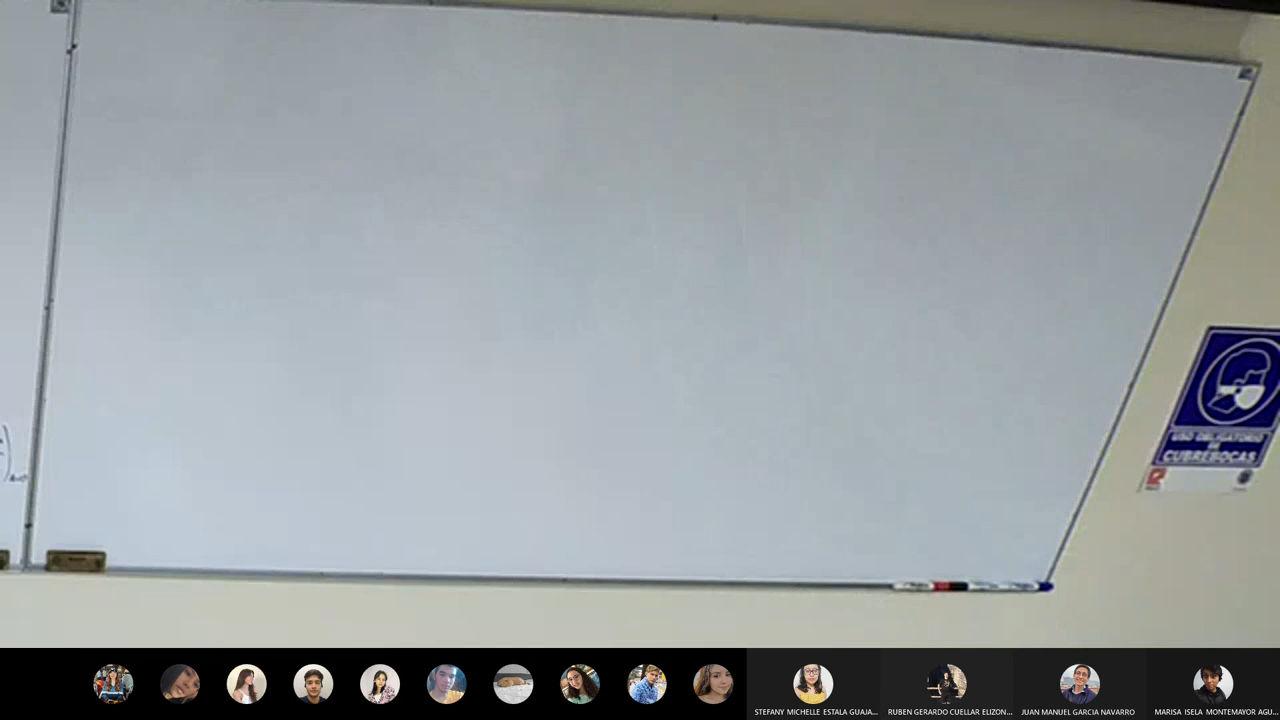 USO OBLIGATORIO
DE
CUBREBOCAS
STEFANY MICHELLE ESTALA GUAJA...
RUBEN GERARDO CUELLAR ELIZON...
JUAN MANUEL GARCIA NAVARRO
MARISA ISELA MONTEMAYOR AGU...